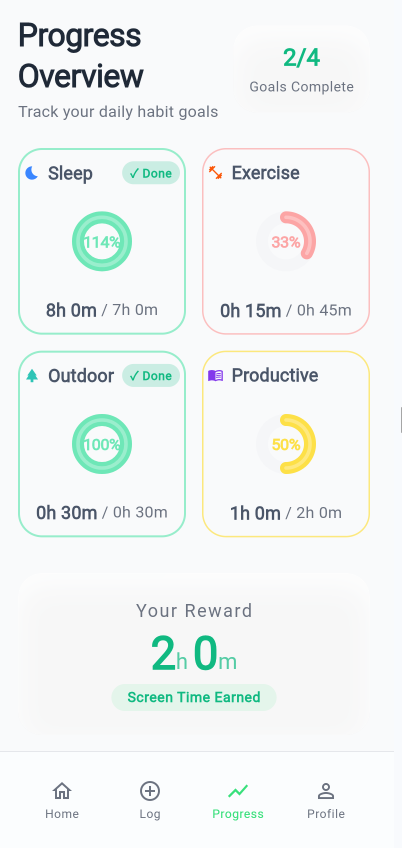 Progress
Overview
Track your daily habit goals
2/4
Goals Complete
Sleep
✓ Done
114%
8h 0m / 7h 0m
Exercise
33%
0h 15m / 0h 45m
Outdoor
✓ Done
100%
0h 30m / 0h 30m
Productive
50%
1h 0m / 2h 0m
Your Reward
2h 0m
Screen Time Earned
Home
Log
Progress
Profile